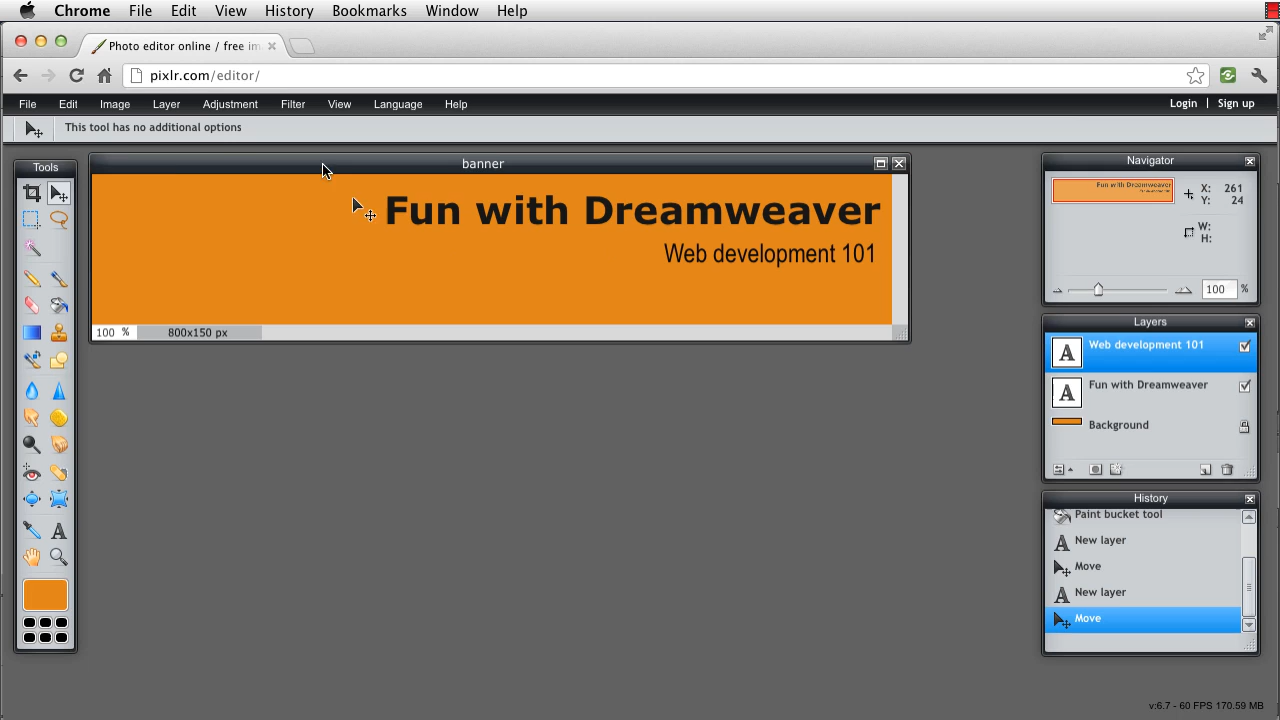 Chrome File Edit View History Bookmarks Window Help
Photo editor online / free im
pixlr.com/editor/
File Edit Image Layer Adjustment Filter View Language Help Login | Sign up
This tool has no additional options
Tools
banner
Fun with Dreamweaver
Web development 101
100 % 800x150 px
Navigator
Fun with Dreamweaver
X: 261
Y: 24
W:
H:
100 %
Layers
A Web development 101
A Fun with Dreamweaver
Background
History
Paint bucket tool
A New layer
Move
A New layer
Move
v:6.7 - 60 FPS 170.59 MB